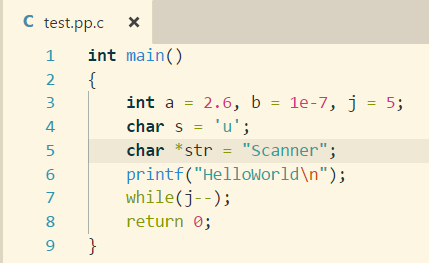 C test.pp.c ×
1 int main()
2 {
3     int a = 2.6, b = 1e-7, j = 5;
4     char s = 'u';
5     char *str = "Scanner";
6     printf("HelloWorld\n");
7     while(j--);
8     return 0;
9 }